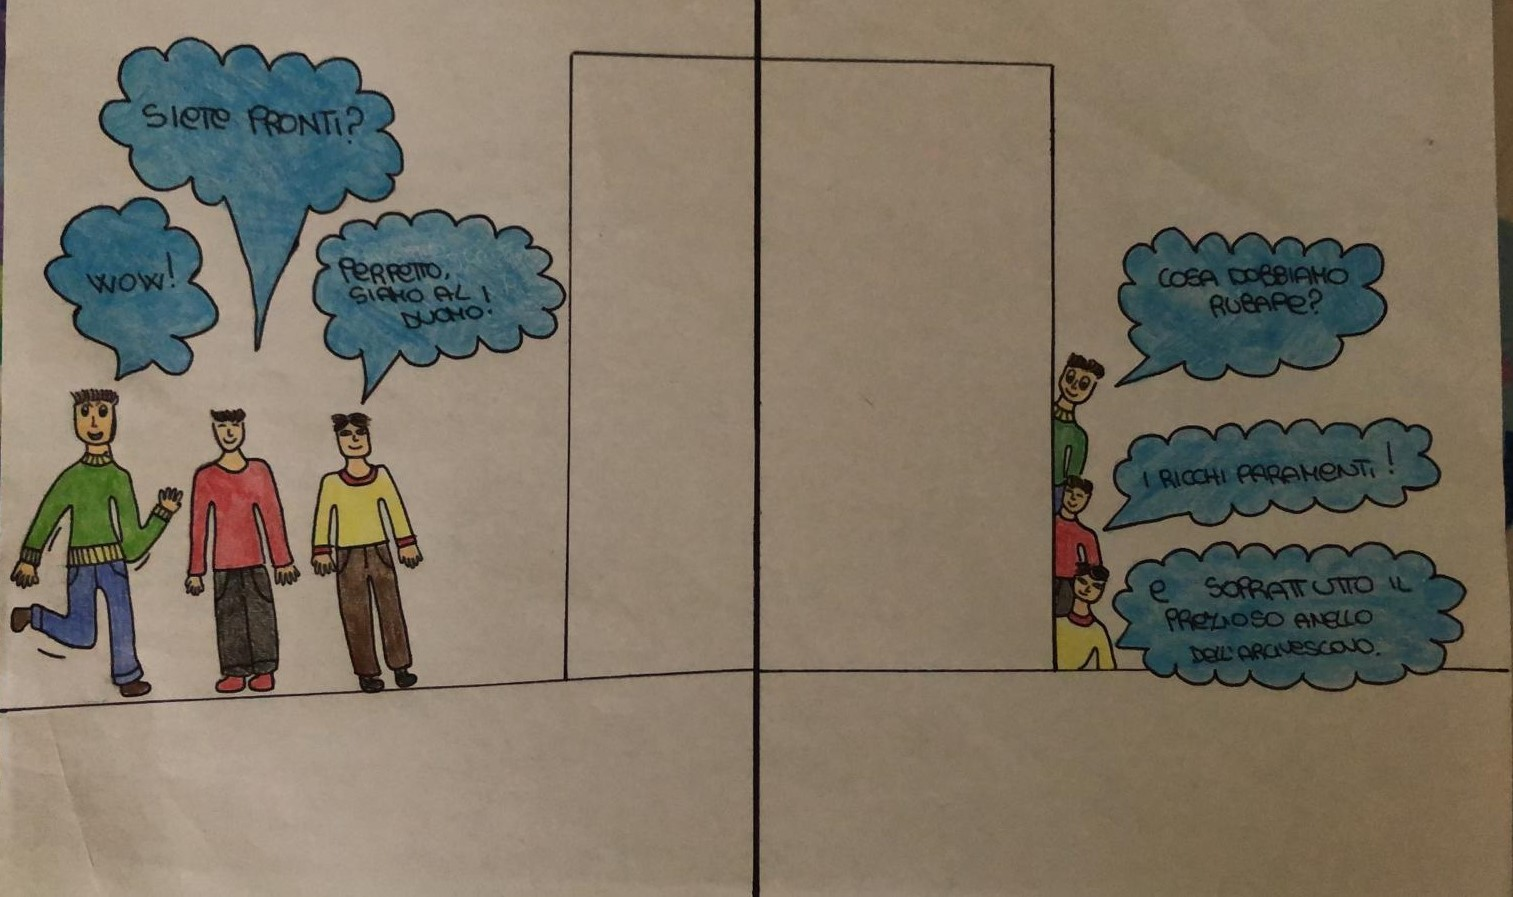 SIETE PRONTI?
WOW!
PERFETTO,
SIAMO AL
DUOMO!
COSA DOBBIAMO
RUBARE?
I RICCHI PARAMENTI!
E SOPRATTUTTO IL
PREZIOSO ANELLO
DELL'ARCIVESCOVO.